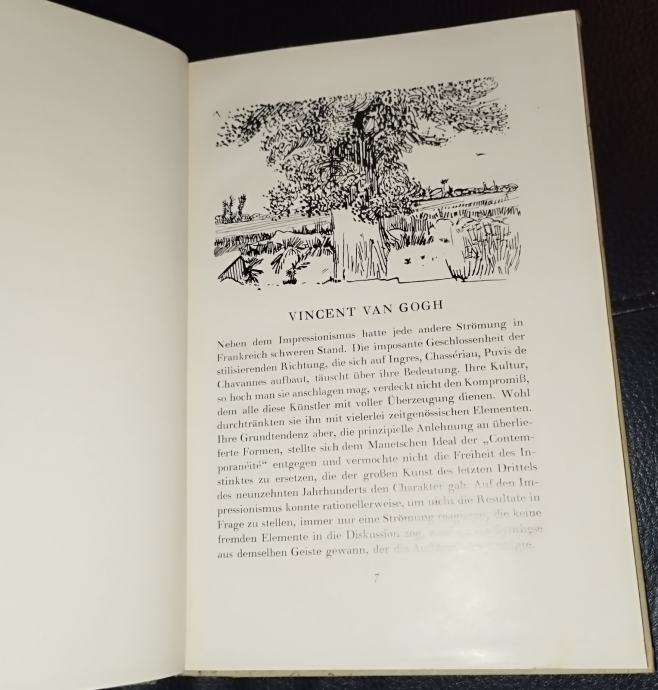 VINCENT VAN GOGH
Neben dem Impressionismus hatte jede andere Strömung in
Frankreich schweren Stand. Die imposante Geschlossenheit der
stilisierenden Richtung, die sich auf Ingres, Chassériau, Puvis de
Chavannes aufbaut, täuscht über ihre Bedeutung. Ihre Kultur,
so hoch man sie anschlagen mag, verdeckt nicht den Kompromiß,
dem alle diese Künstler mit voller Überzeugung dienen. Wohl
durchtränkten sie ihn mit vielerlei zeitgenössischen Elementen.
Ihre Grundtendenz aber, die prinzipielle Anlehnung an überlie-
ferte Formen, stellte sich dem Manetschen Ideal der „Contem-
poranéité“ entgegen und vermochte nicht die Freiheit des In-
stinktes zu ersetzen, die der großen Kunst des letzten Drittels
des neunzehnten Jahrhunderts den Charakter gab. Auf den Im-
pressionismus konnte rationellerweise, um nicht die Resultate in
Frage zu stellen, immer nur eine Strömung reagieren, die keine
fremden Elemente in die Diskussion zog, Synthese
aus demselben Geiste gewann, der die
7